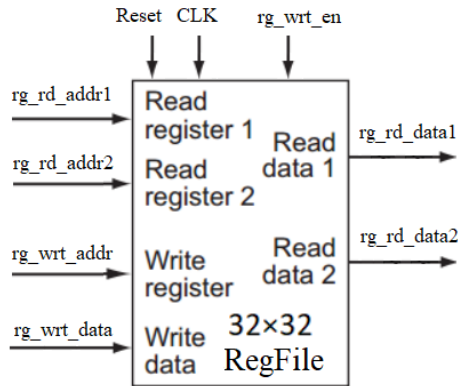 Reset CLK rg_wrt_en
rg_rd_addr1
Read
register 1
rg_rd_addr2
Read
register 2
rg_wrt_addr
Write
register
rg_wrt_data
Write
data
Read
data 1
rg_rd_data1
Read
data 2
rg_rd_data2
32×32
RegFile